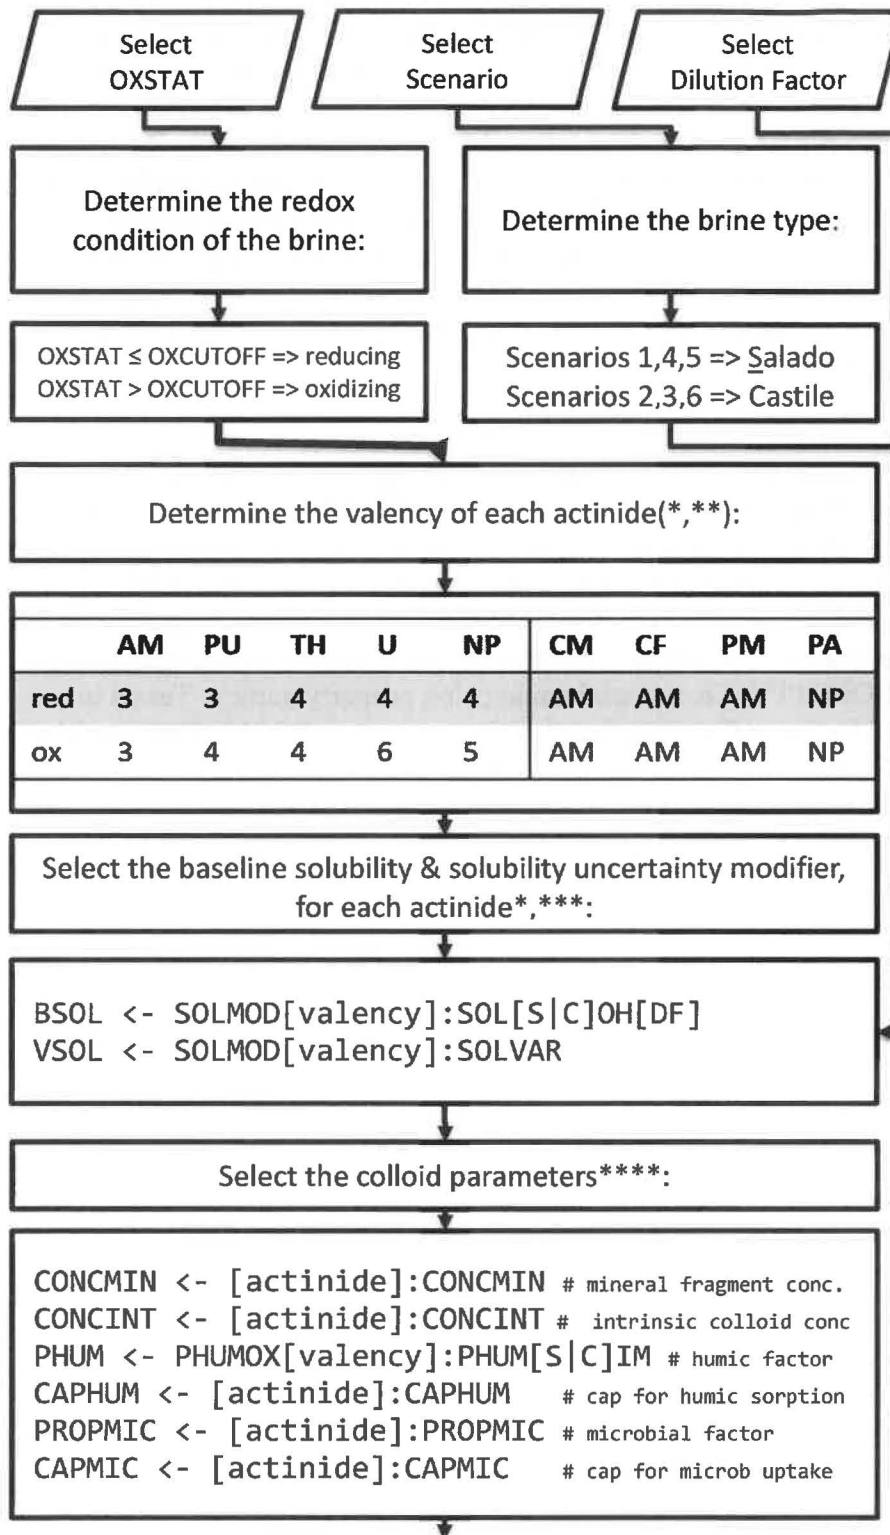 Select
OXSTAT
Select
Scenario
Select
Dilution Factor
Determine the redox
condition of the brine:
Determine the brine type:
OXSTAT ≤ OXCUTOFF => reducing
OXSTAT > OXCUTOFF => oxidizing
Scenarios 1,4,5 => Salado
Scenarios 2,3,6 => Castile
Determine the valency of each actinide(*,**):
AM PU TH U NP CM CF PM PA
red 3 3 4 4 4 AM AM AM NP
ox 3 4 4 6 5 AM AM AM NP
Select the baseline solubility & solubility uncertainty modifier,
for each actinide*,***:
BSOL <- SOLMOD[valency]:SOL[S|C]OH[DF]
VSOL <- SOLMOD[valency]:SOLVAR
Select the colloid parameters****:
CONCMIN <- [actinide]:CONCMIN # mineral fragment conc.
CONCINT <- [actinide]:CONCINT # intrinsic colloid conc
PHUM <- PHUMOX[valency]:PHUM[S|C]IM # humic factor
CAPHUM <- [actinide]:CAPHUM # cap for humic sorption
PROPMIC <- [actinide]:PROPMIC # microbial factor
CAPMIC <- [actinide]:CAPMIC # cap for microb uptake